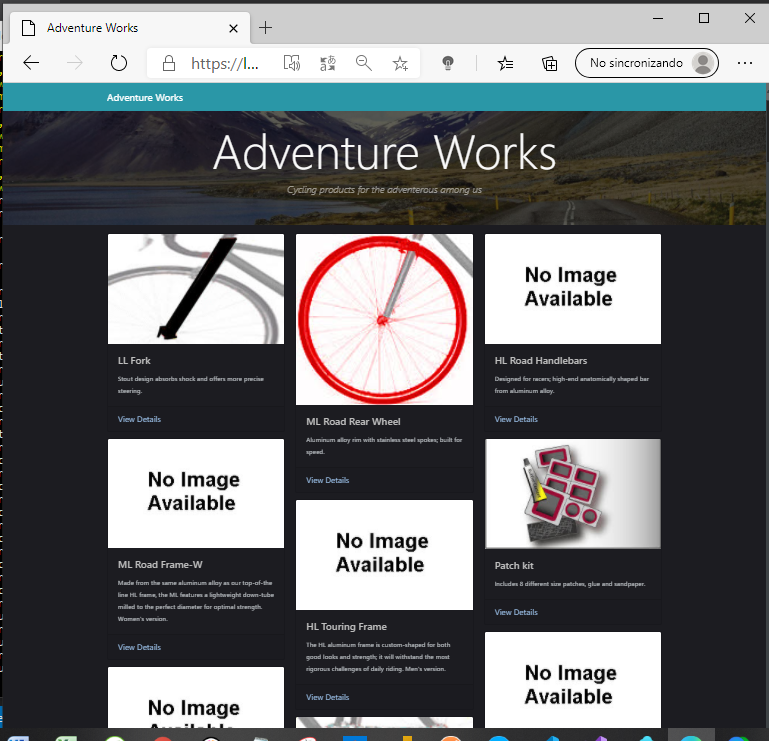 Adventure Works
https://l...
No sincronizando
Adventure Works
Adventure Works
Cycling products for the adventerous among us
LL Fork
Stout design absorbs shock and offers more precise
steering.
View Details
No Image
Available
ML Road Frame-W
Made from the same aluminum alloy as our top-of-the
line HL frame, the ML features a lightweight down-tube
milled to the perfect diameter for optimal strength.
Women's version.
View Details
No Image
Available
ML Road Rear Wheel
Aluminum alloy rim with stainless steel spokes; built for
speed.
View Details
No Image
Available
HL Touring Frame
The HL aluminum frame is custom-shaped for both
good looks and strength; it will withstand the most
rigorous challenges of daily riding. Men's version.
View Details
No Image
Available
HL Road Handlebars
Designed for racers; high-end anatomically shaped bar
from aluminum alloy.
View Details
Patch kit
Includes 8 different size patches, glue and sandpaper.
View Details
No Image
Available